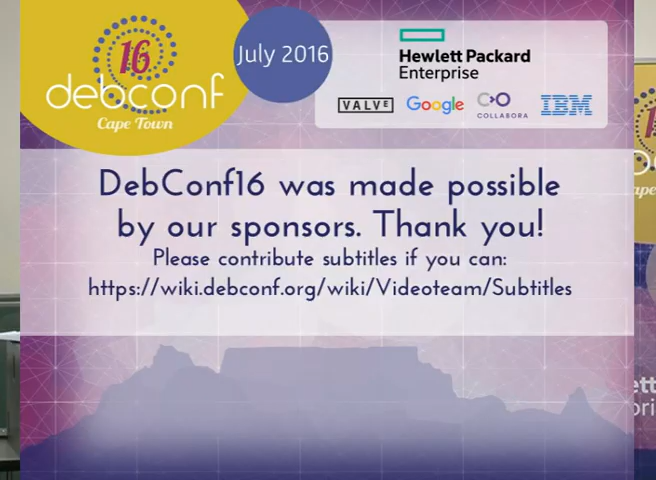 16
debconf
Cape Town
July 2016
Hewlett Packard
Enterprise
VALVE
Google
COLLABORA
IBM
DebConf16 was made possible
by our sponsors. Thank you!
Please contribute subtitles if you can:
https://wiki.debconf.org/wiki/Videoteam/Subtitles